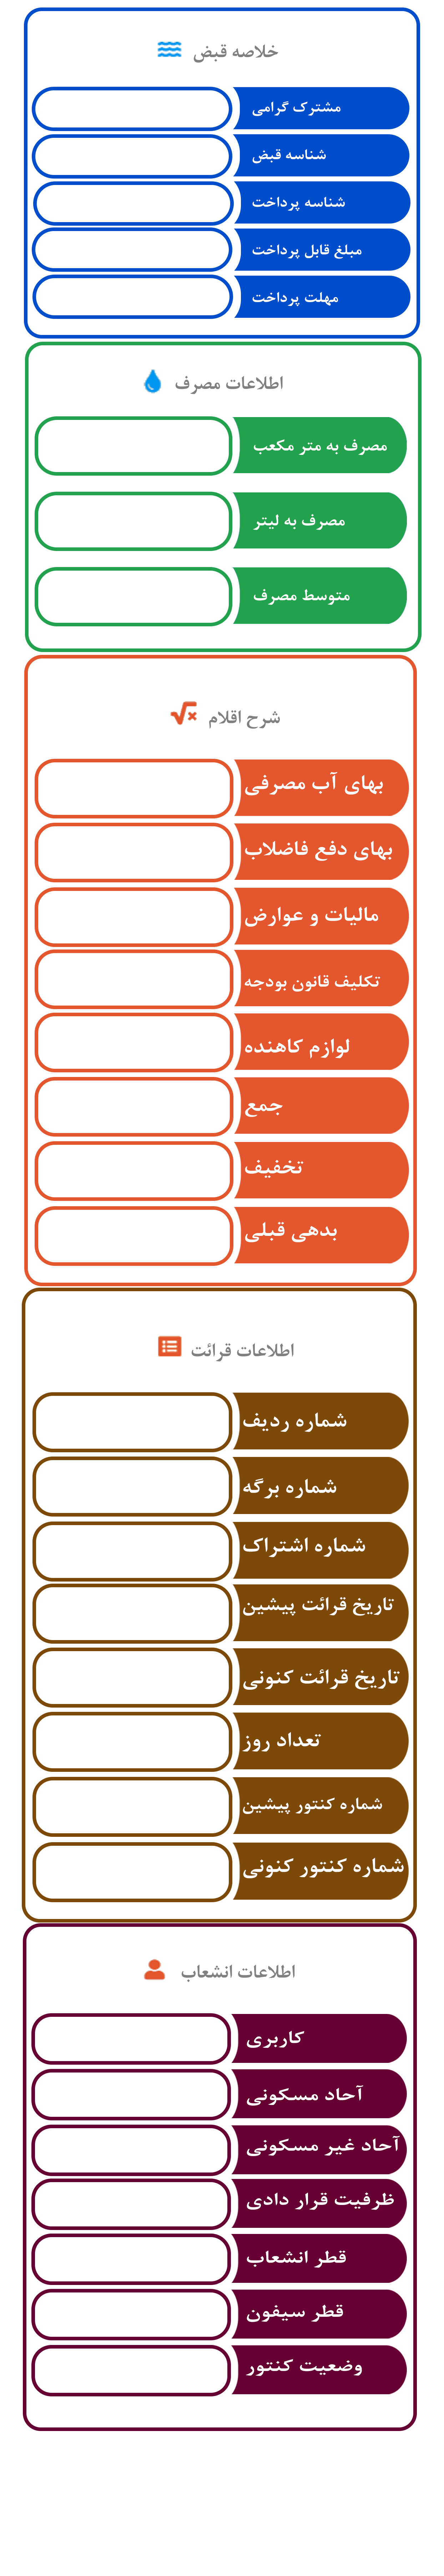 خلاصه قبض
مشترک گرامی
شناسه قبض
شناسه پرداخت
مبلغ قابل پرداخت
مهلت پرداخت
اطلاعات مصرف
مصرف به متر مکعب
مصرف به لیتر
متوسط مصرف
شرح اقلام
بهای آب مصرفی
بهای دفع فاضلاب
مالیات و عوارض
تکلیف قانون بودجه
لوازم کاهنده
جمع
تخفیف
بدهی قبلی
اطلاعات قرائت
شماره ردیف
شماره برگه
شماره اشتراک
تاریخ قرائت پیشین
تاریخ قرائت کنونی
تعداد روز
شماره کنتور پیشین
شماره کنتور کنونی
اطلاعات انشعاب
کاربری
آحاد مسکونی
آحاد غیر مسکونی
ظرفیت قرار دادی
قطر انشعاب
قطر سیفون
وضعیت کنتور